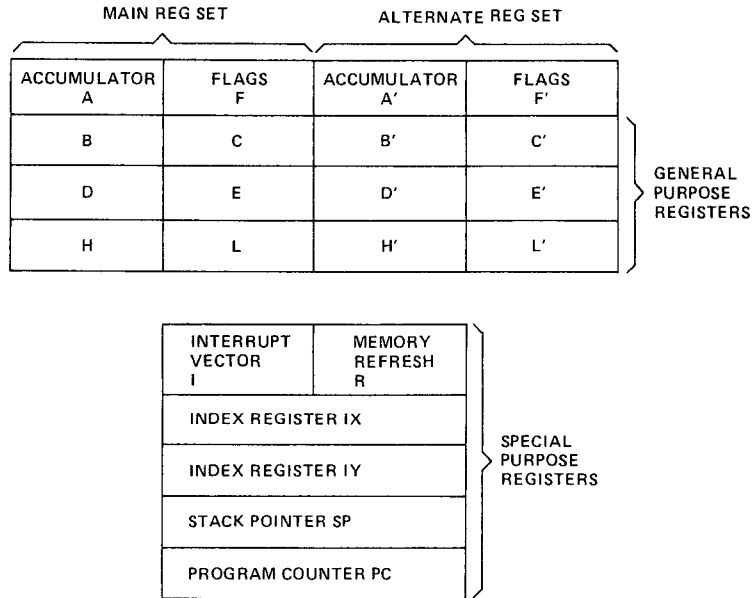 MAIN REG SET
ALTERNATE REG SET
ACCUMULATOR
A
FLAGS
F
ACCUMULATOR
A'
FLAGS
F'
B
C
B'
C'
D
E
D'
E'
H
L
H'
L'
GENERAL
PURPOSE
REGISTERS
INTERRUPT
VECTOR
I
MEMORY
REFRESH
R
INDEX REGISTER IX
INDEX REGISTER IY
STACK POINTER SP
PROGRAM COUNTER PC
SPECIAL
PURPOSE
REGISTERS